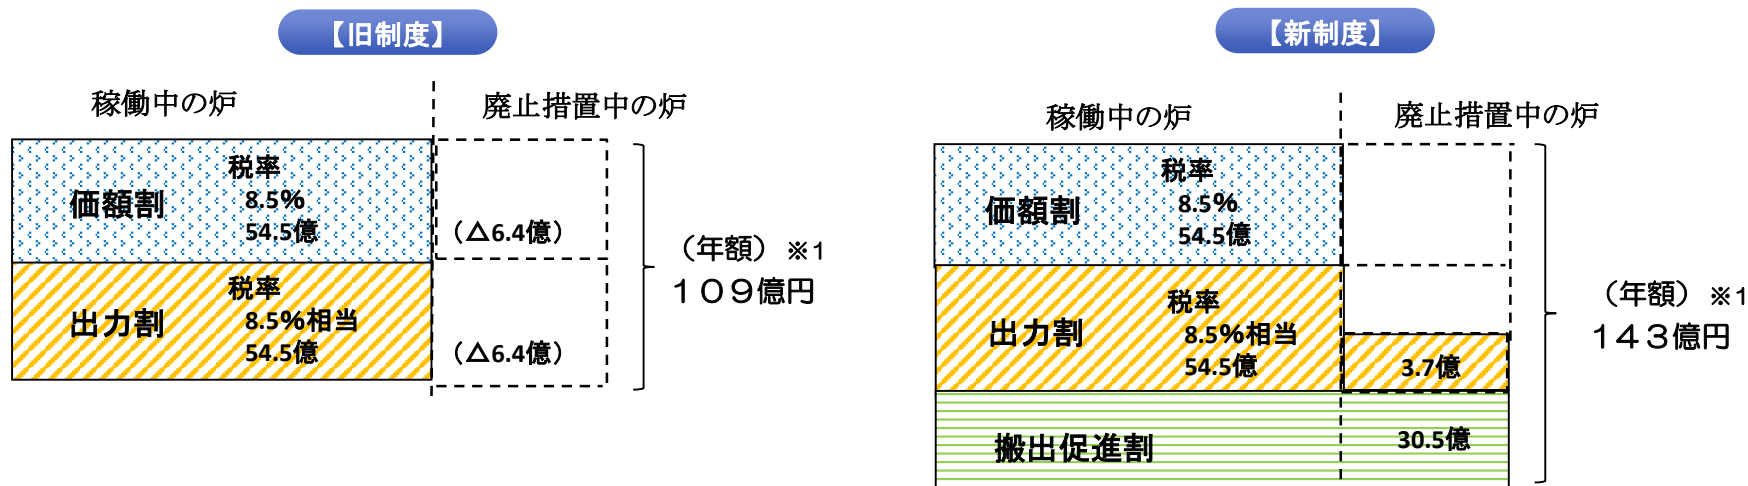 【旧制度】
稼働中の炉
廃止措置中の炉
価額割
税率
8.5%
54.5億
（△6.4億）
出力割
税率
8.5%相当
54.5億
（△6.4億）
（年額）※1
１０９億円
【新制度】
稼働中の炉
廃止措置中の炉
価額割
税率
8.5%
54.5億
出力割
税率
8.5%相当
54.5億
3.7億
搬出促進割
30.5億
（年額）※1
１４３億円